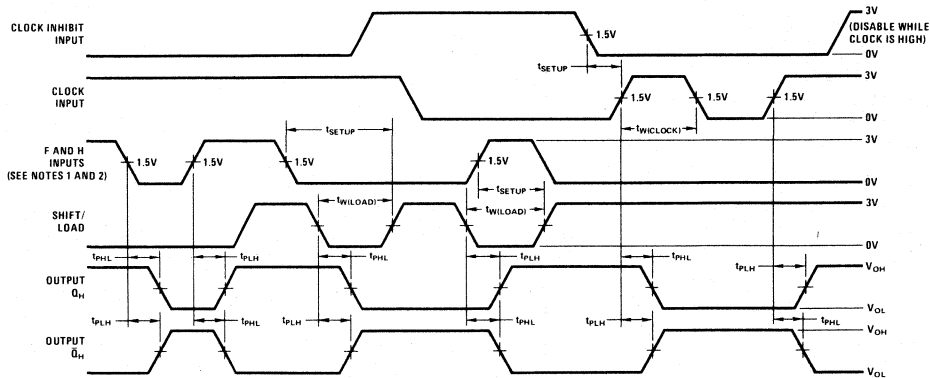 CLOCK INHIBIT
INPUT
1.5V
3V
(DISABLE WHILE
CLOCK IS HIGH)
0V
tSETUP
CLOCK
INPUT
1.5V
1.5V
1.5V
3V
0V
tW(CLOCK)
tSETUP
F AND H
INPUTS
(SEE NOTES 1 AND 2)
1.5V
1.5V
1.5V
1.5V
3V
0V
tSETUP
tW(LOAD)
tW(LOAD)
SHIFT/
LOAD
3V
0V
tPHL
tPLH
tPHL
tPLH
tPHL
tPLH
OUTPUT
QH
VOH
VOL
tPLH
tPHL
tPLH
tPHL
tPLH
tPHL
OUTPUT
Q̄H
VOH
VOL